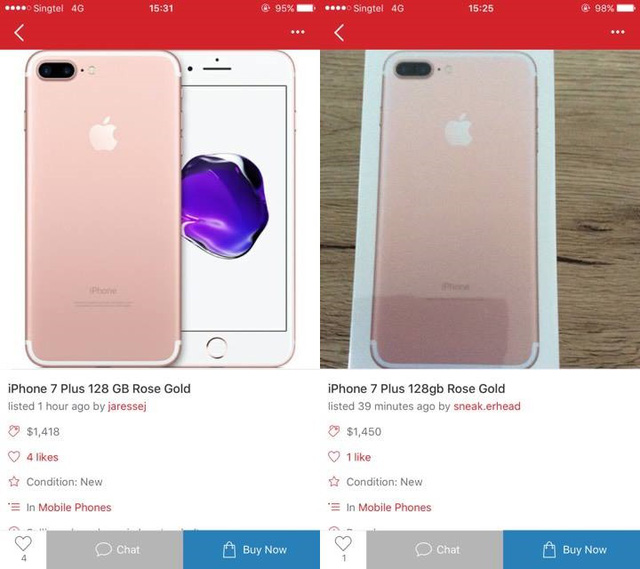 Singtel 4G 15:31 95%
iPhone
iPhone 7 Plus 128 GB Rose Gold
listed 1 hour ago by jaressej
$1,418
4 likes
Condition: New
In Mobile Phones
4
Chat
Buy Now
Singtel 4G 15:25 98%
iPhone
iPhone 7 Plus 128gb Rose Gold
listed 39 minutes ago by sneak.erhead
$1,450
1 like
Condition: New
In Mobile Phones
1
Chat
Buy Now